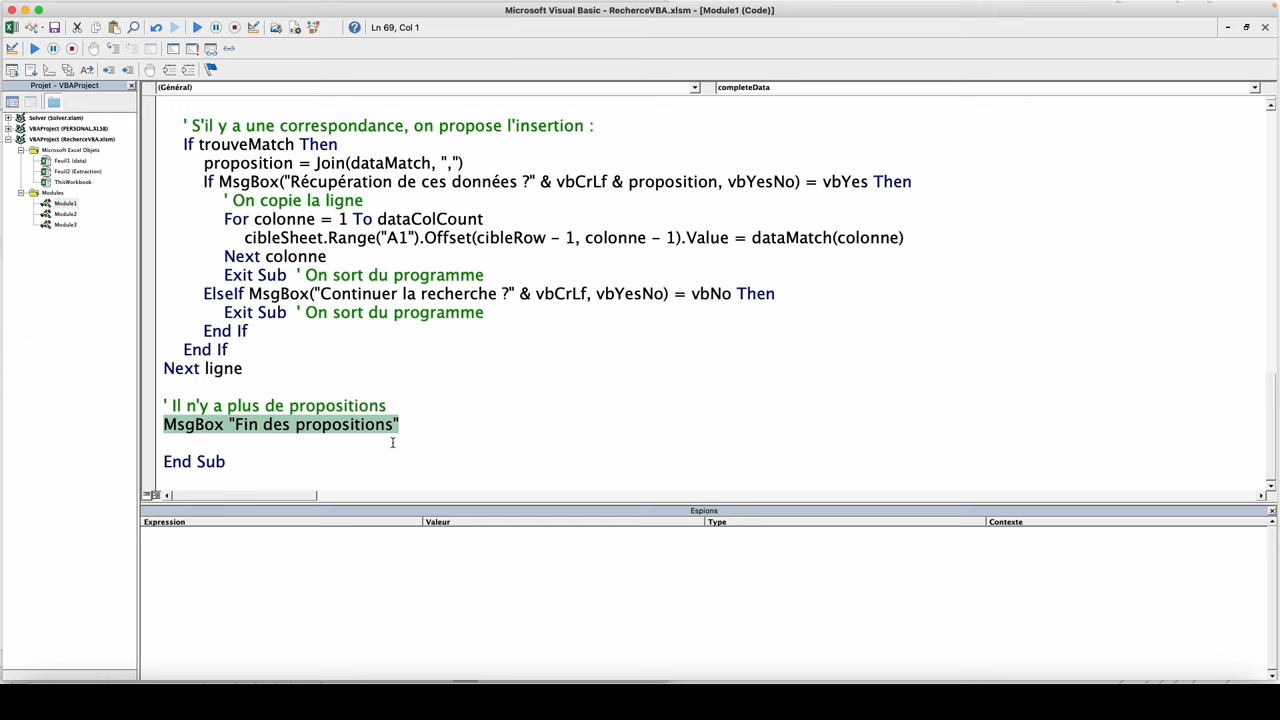 Microsoft Visual Basic - RecherceVBA.xlsm - [Module1 (Code)]
Ln 69, Col 1
Projet - VBAProject
(Général)
completeData
Solver (Solver.xlam)
VBAProject (PERSONAL.XLSB)
VBAProject (RecherceVBA.xlsm)
Microsoft Excel Objets
Feuil1 (data)
Feuil2 (Extraction)
ThisWorkbook
Modules
Module1
Module2
Module3
' S'il y a une correspondance, on propose l'insertion :
If trouveMatch Then
proposition = Join(dataMatch, ",")
If MsgBox("Récupération de ces données ?" & vbCrLf & proposition, vbYesNo) = vbYes Then
' On copie la ligne
For colonne = 1 To dataColCount
cibleSheet.Range("A1").Offset(cibleRow - 1, colonne - 1).Value = dataMatch(colonne)
Next colonne
Exit Sub ' On sort du programme
ElseIf MsgBox("Continuer la recherche ?" & vbCrLf, vbYesNo) = vbNo Then
Exit Sub ' On sort du programme
End If
End If
Next ligne
' Il n'y a plus de propositions
MsgBox "Fin des propositions"
End Sub
Espions
Expression Valeur Type Contexte